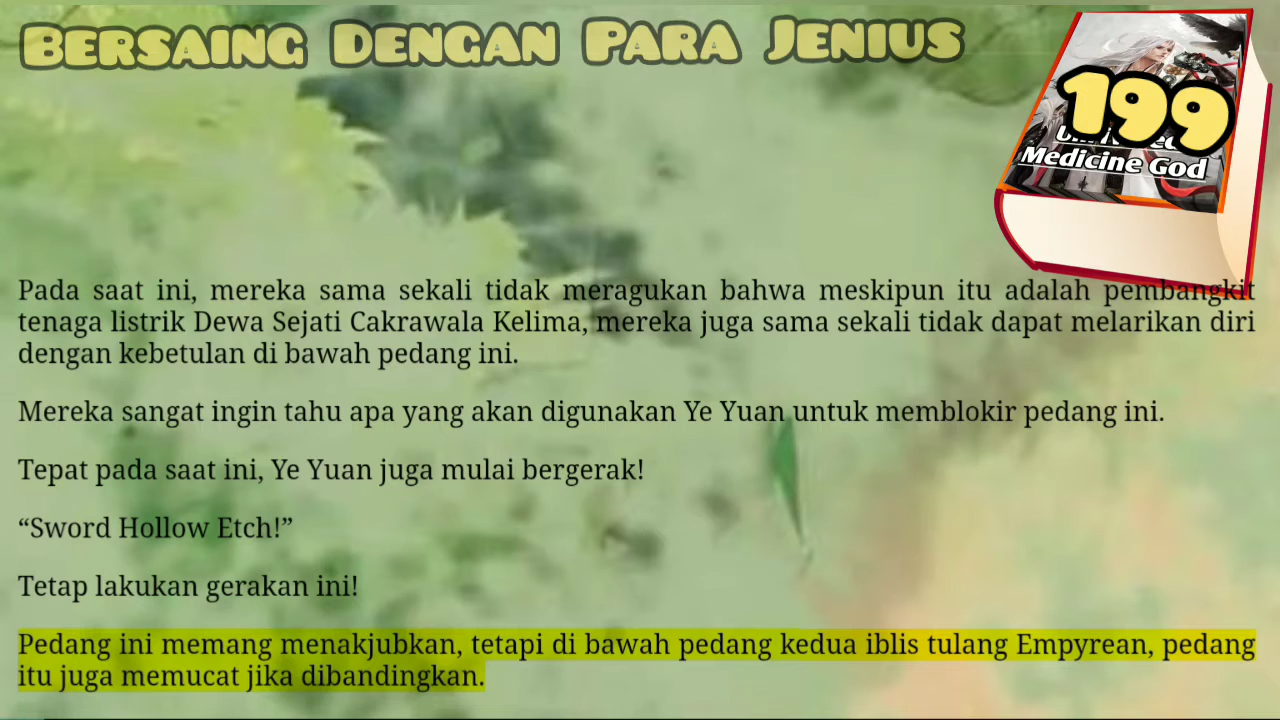 Bersaing Dengan Para Jenius
199
Medicine God
Pada saat ini, mereka sama sekali tidak meragukan bahwa meskipun itu adalah pembangkit
tenaga listrik Dewa Sejati Cakrawala Kelima, mereka juga sama sekali tidak dapat melarikan diri
dengan kebetulan di bawah pedang ini.
Mereka sangat ingin tahu apa yang akan digunakan Ye Yuan untuk memblokir pedang ini.
Tepat pada saat ini, Ye Yuan juga mulai bergerak!
“Sword Hollow Etch!”
Tetap lakukan gerakan ini!
Pedang ini memang menakjubkan, tetapi di bawah pedang kedua iblis tulang Empyrean, pedang
itu juga memucat jika dibandingkan.